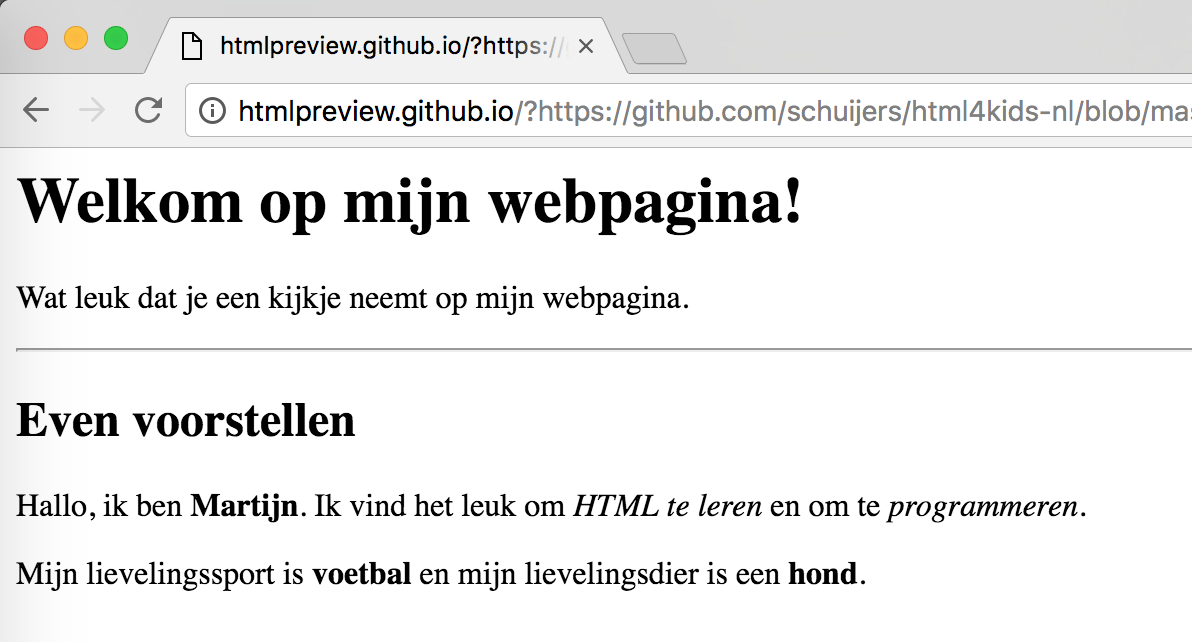 htmlpreview.github.io/?https://
htmlpreview.github.io/?https://github.com/schuijers/html4kids-nl/blob/mas
Welkom op mijn webpagina!
Wat leuk dat je een kijkje neemt op mijn webpagina.
Even voorstellen
Hallo, ik ben Martijn. Ik vind het leuk om HTML te leren en om te programmeren.
Mijn lievelingssport is voetbal en mijn lievelingsdier is een hond.